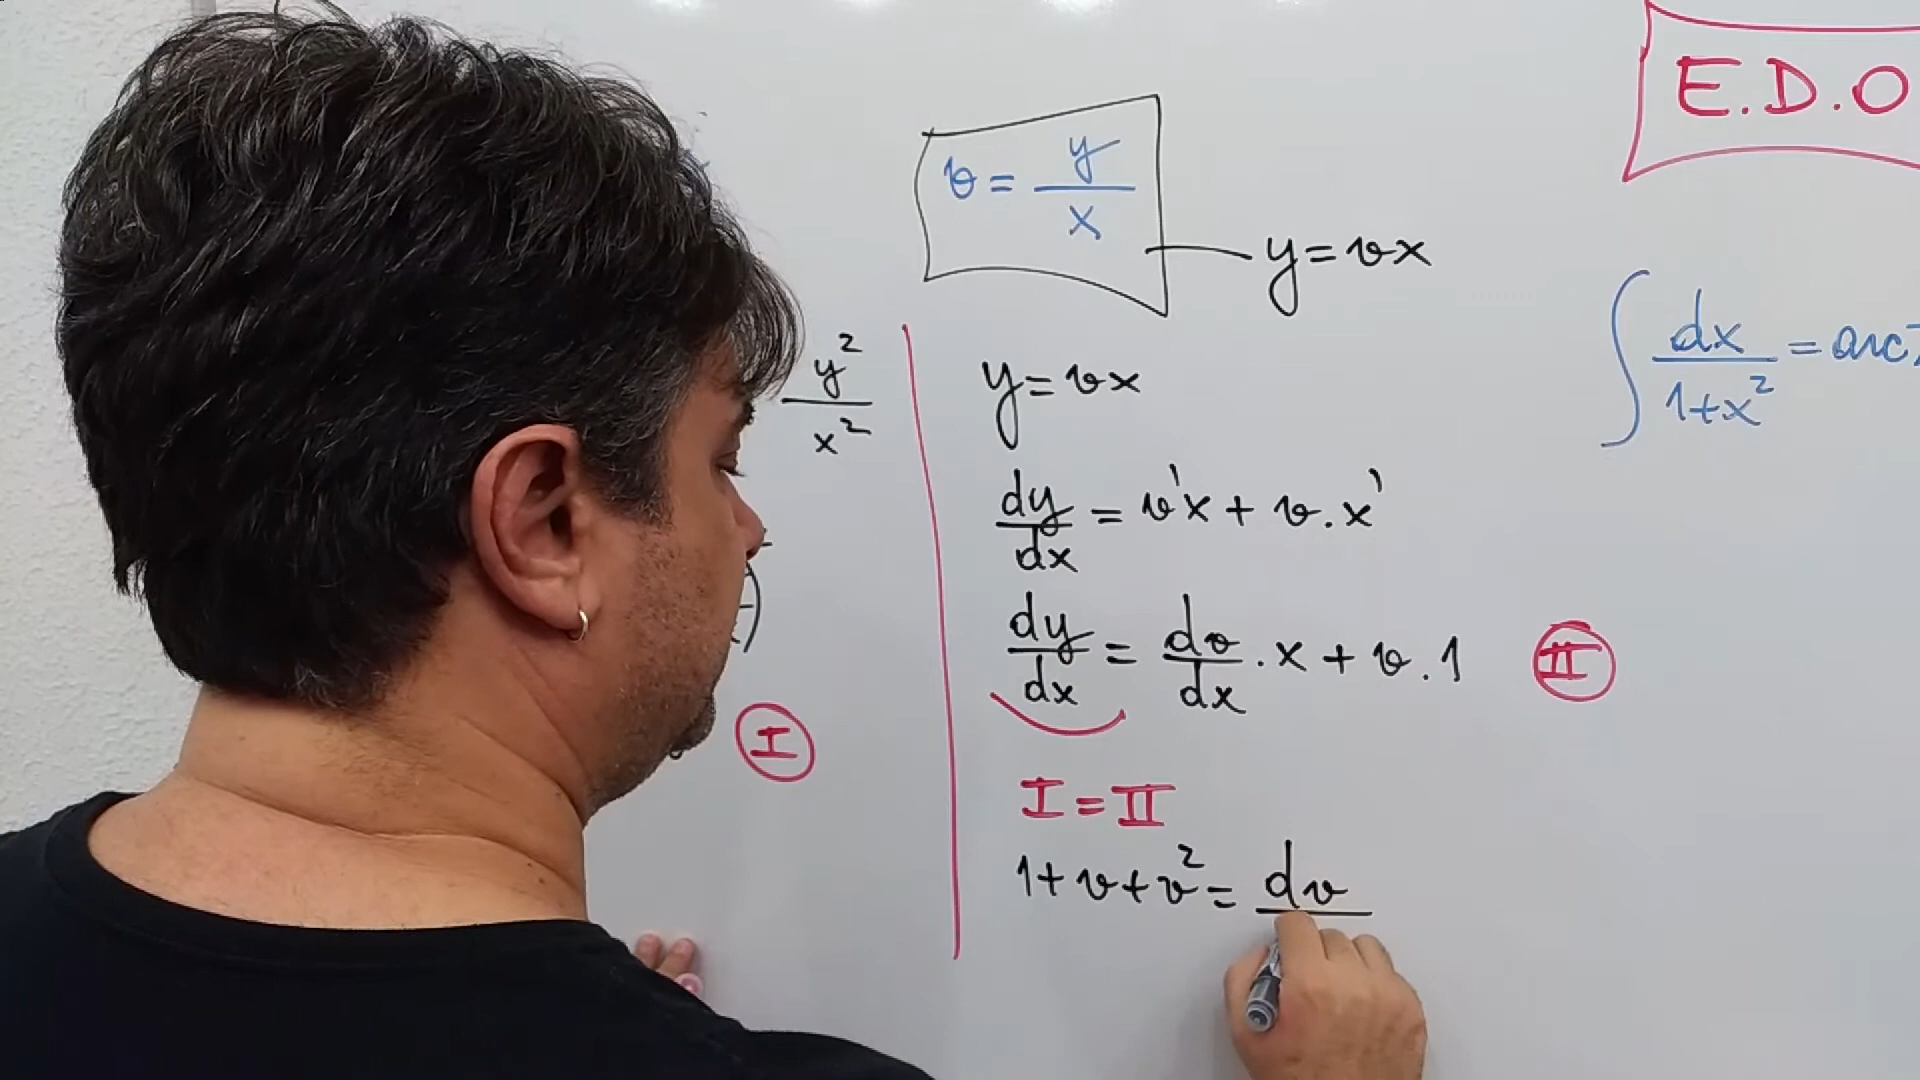 E.D.O
v = y/x
y = vx
∫ dx/(1+x²) = arc
y²/x²
y = vx
dy/dx = v'x + v.x'
dy/dx = dv/dx . x + v.1 II
I
I = II
1+v+v² = dv